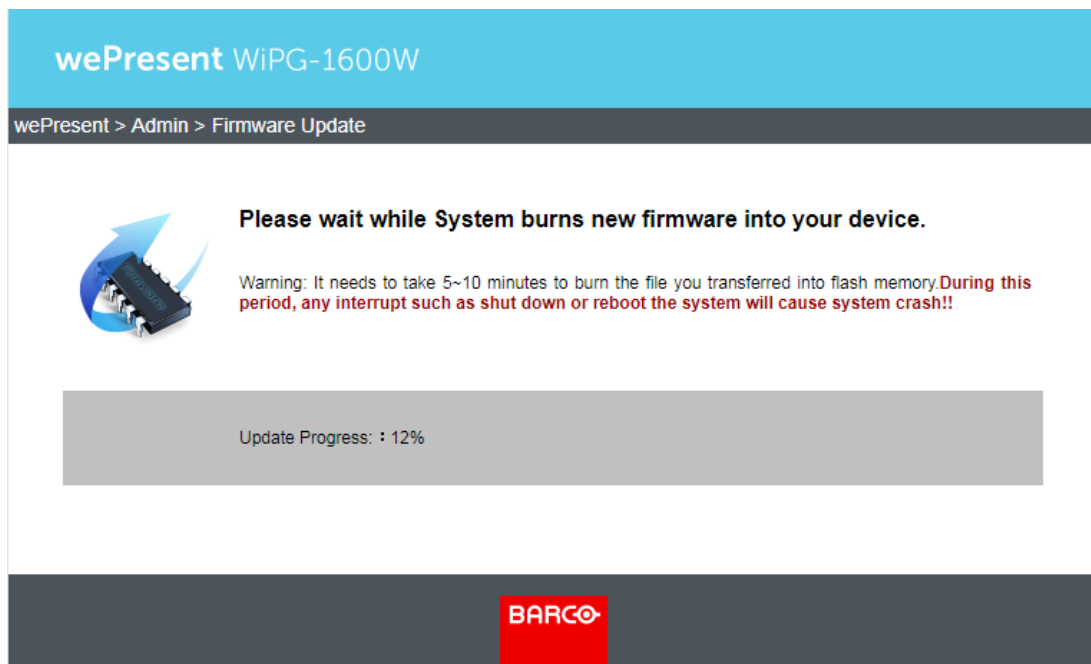 wePresent WiPG-1600W
wePresent > Admin > Firmware Update
Please wait while System burns new firmware into your device.
Warning: It needs to take 5~10 minutes to burn the file you transferred into flash memory.During this
period, any interrupt such as shut down or reboot the system will cause system crash!!
Update Progress: : 12%
BARCO